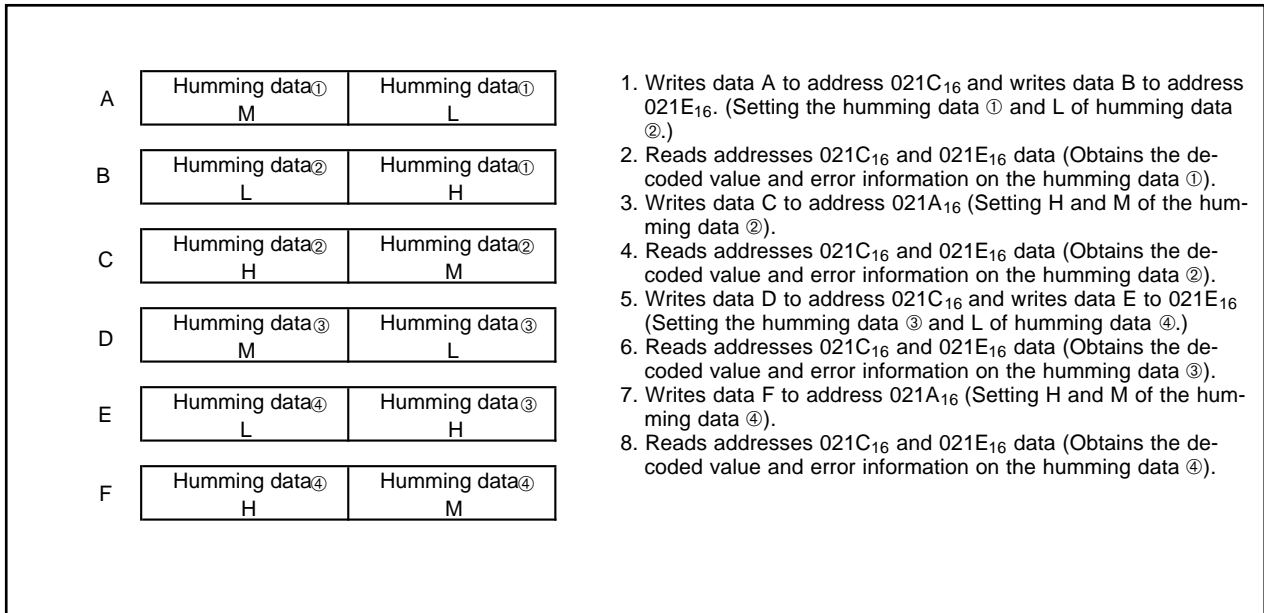 A
Humming data① Humming data①
M L
B
Humming data② Humming data①
L H
C
Humming data② Humming data②
H M
D
Humming data③ Humming data③
M L
E
Humming data④ Humming data③
L H
F
Humming data④ Humming data④
H M
1. Writes data A to address 021C₁₆ and writes data B to address
021E₁₆. (Setting the humming data ① and L of humming data
②.)
2. Reads addresses 021C₁₆ and 021E₁₆ data (Obtains the de-
coded value and error information on the humming data ①).
3. Writes data C to address 021A₁₆ (Setting H and M of the hum-
ming data ②).
4. Reads addresses 021C₁₆ and 021E₁₆ data (Obtains the de-
coded value and error information on the humming data ②).
5. Writes data D to address 021C₁₆ and writes data E to 021E₁₆
(Setting the humming data ③ and L of humming data ④.)
6. Reads addresses 021C₁₆ and 021E₁₆ data (Obtains the de-
coded value and error information on the humming data ③).
7. Writes data F to address 021A₁₆ (Setting H and M of the hum-
ming data ④).
8. Reads addresses 021C₁₆ and 021E₁₆ data (Obtains the de-
coded value and error information on the humming data ④).